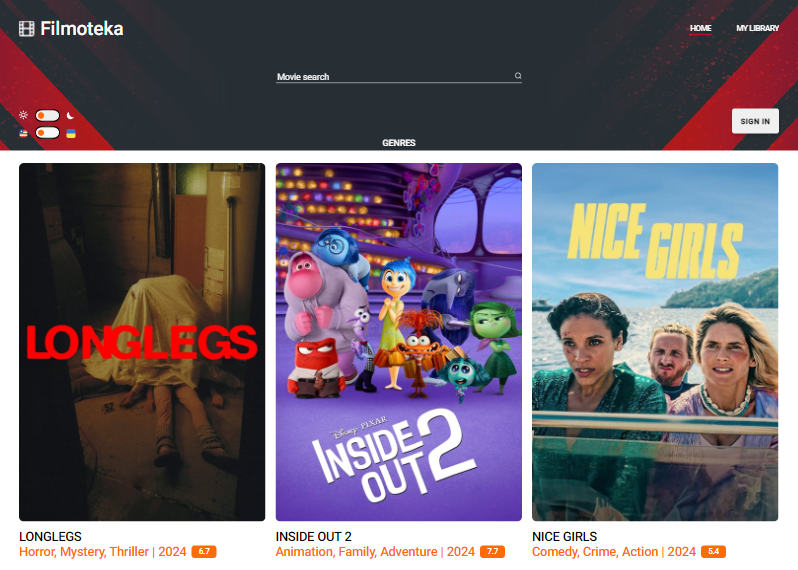 Filmoteka
HOME
MY LIBRARY
Movie search
SIGN IN
GENRES
LONGLEGS
Disney PIXAR
INSIDE
OUT 2
NICE
GIRLS
LONGLEGS
Horror, Mystery, Thriller | 2024 6.7
INSIDE OUT 2
Animation, Family, Adventure | 2024 7.7
NICE GIRLS
Comedy, Crime, Action | 2024 5.4